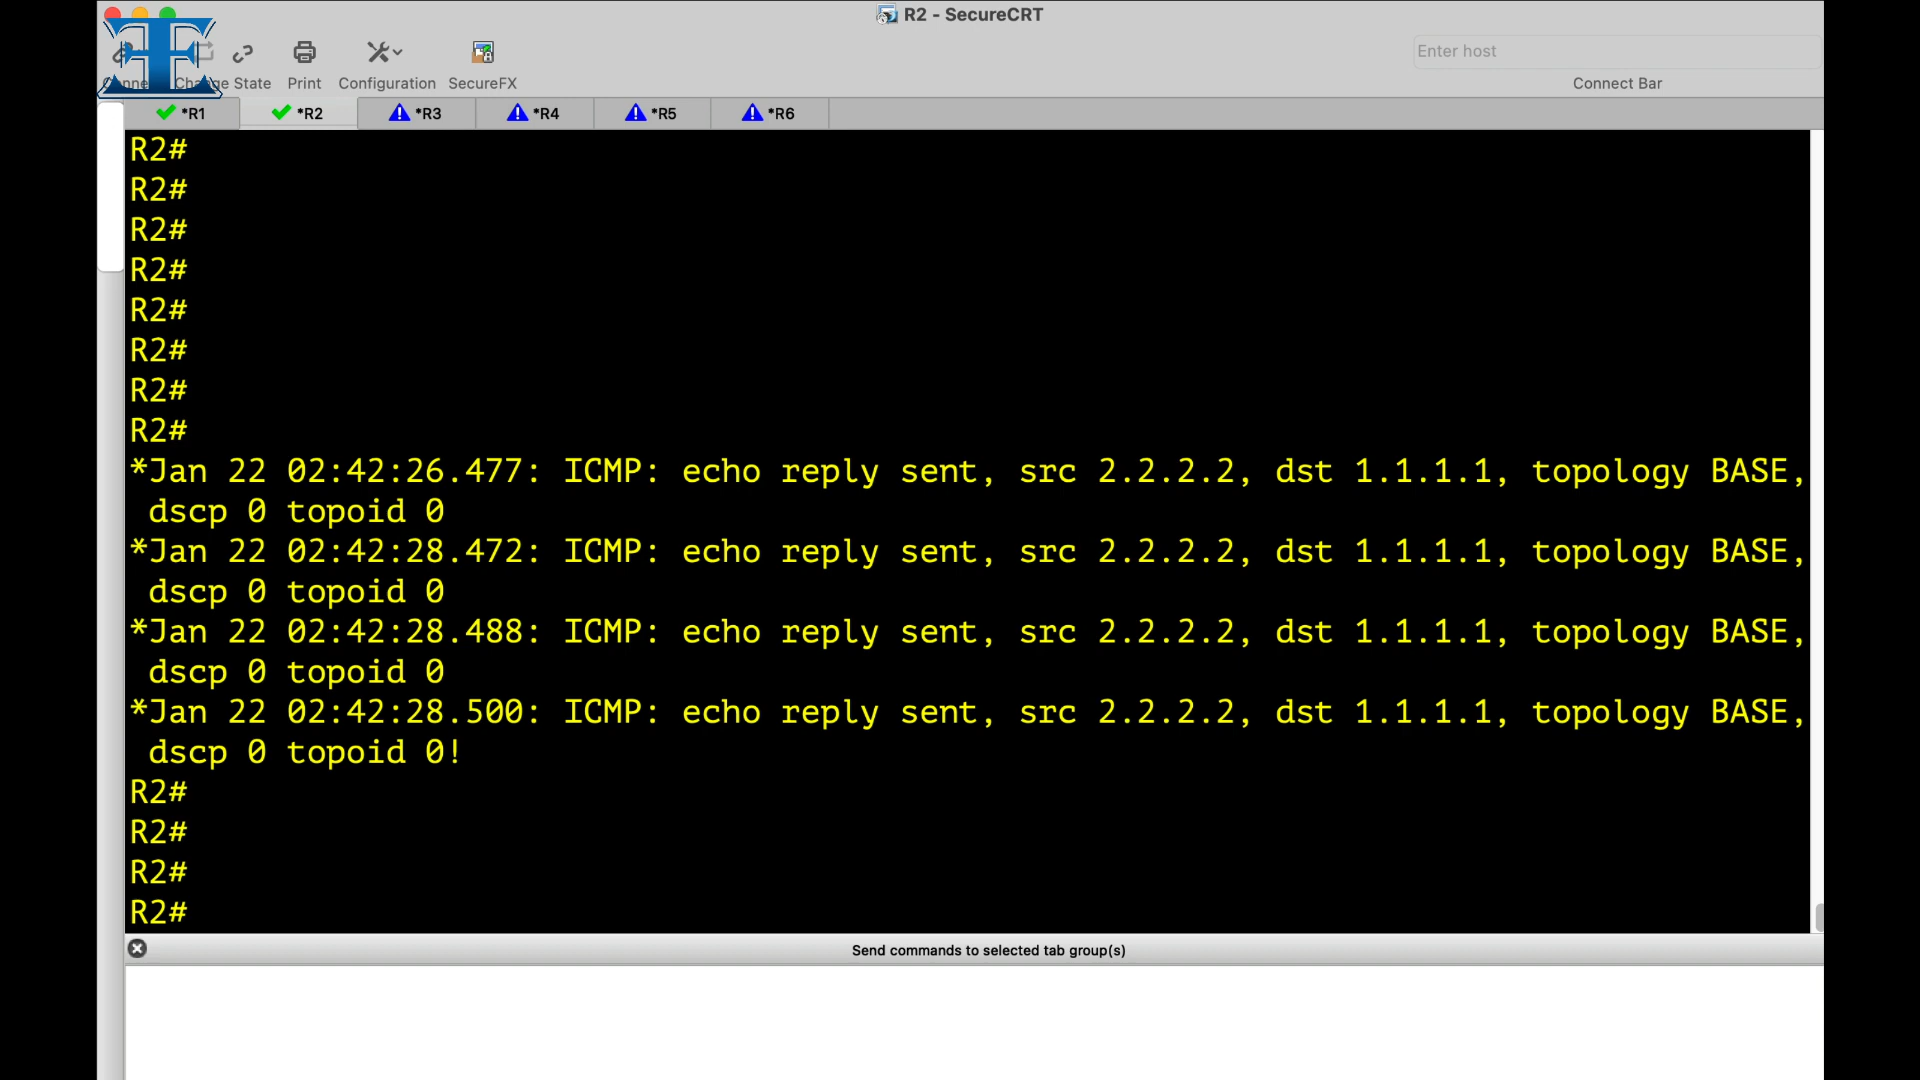 R2 - SecureCRT
Enter host
Change State Print Configuration SecureFX Connect Bar
*R1 *R2 *R3 *R4 *R5 *R6
R2#
R2#
R2#
R2#
R2#
R2#
R2#
R2#
*Jan 22 02:42:26.477: ICMP: echo reply sent, src 2.2.2.2, dst 1.1.1.1, topology BASE,
dscp 0 topoid 0
*Jan 22 02:42:28.472: ICMP: echo reply sent, src 2.2.2.2, dst 1.1.1.1, topology BASE,
dscp 0 topoid 0
*Jan 22 02:42:28.488: ICMP: echo reply sent, src 2.2.2.2, dst 1.1.1.1, topology BASE,
dscp 0 topoid 0
*Jan 22 02:42:28.500: ICMP: echo reply sent, src 2.2.2.2, dst 1.1.1.1, topology BASE,
dscp 0 topoid 0!
R2#
R2#
R2#
R2#
Send commands to selected tab group(s)